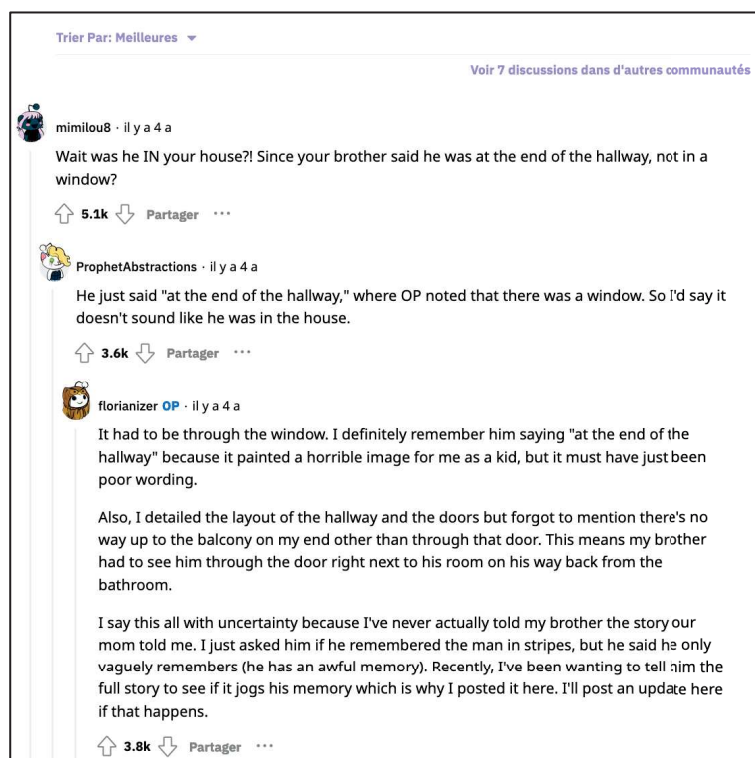 Trier Par: Meilleures
Voir 7 discussions dans d'autres communautés
mimilou8 · il y a 4 a
Wait was he IN your house?! Since your brother said he was at the end of the hallway, not in a
window?
5.1k Partager ···
ProphetAbstractions · il y a 4 a
He just said "at the end of the hallway," where OP noted that there was a window. So I'd say it
doesn't sound like he was in the house.
3.6k Partager ···
florianizer OP · il y a 4 a
It had to be through the window. I definitely remember him saying "at the end of the
hallway" because it painted a horrible image for me as a kid, but it must have just been
poor wording.
Also, I detailed the layout of the hallway and the doors but forgot to mention there's no
way up to the balcony on my end other than through that door. This means my brother
had to see him through the door right next to his room on his way back from the
bathroom.
I say this all with uncertainty because I've never actually told my brother the story our
mom told me. I just asked him if he remembered the man in stripes, but he said he only
vaguely remembers (he has an awful memory). Recently, I've been wanting to tell him the
full story to see if it jogs his memory which is why I posted it here. I'll post an update here
if that happens.
3.8k Partager ···